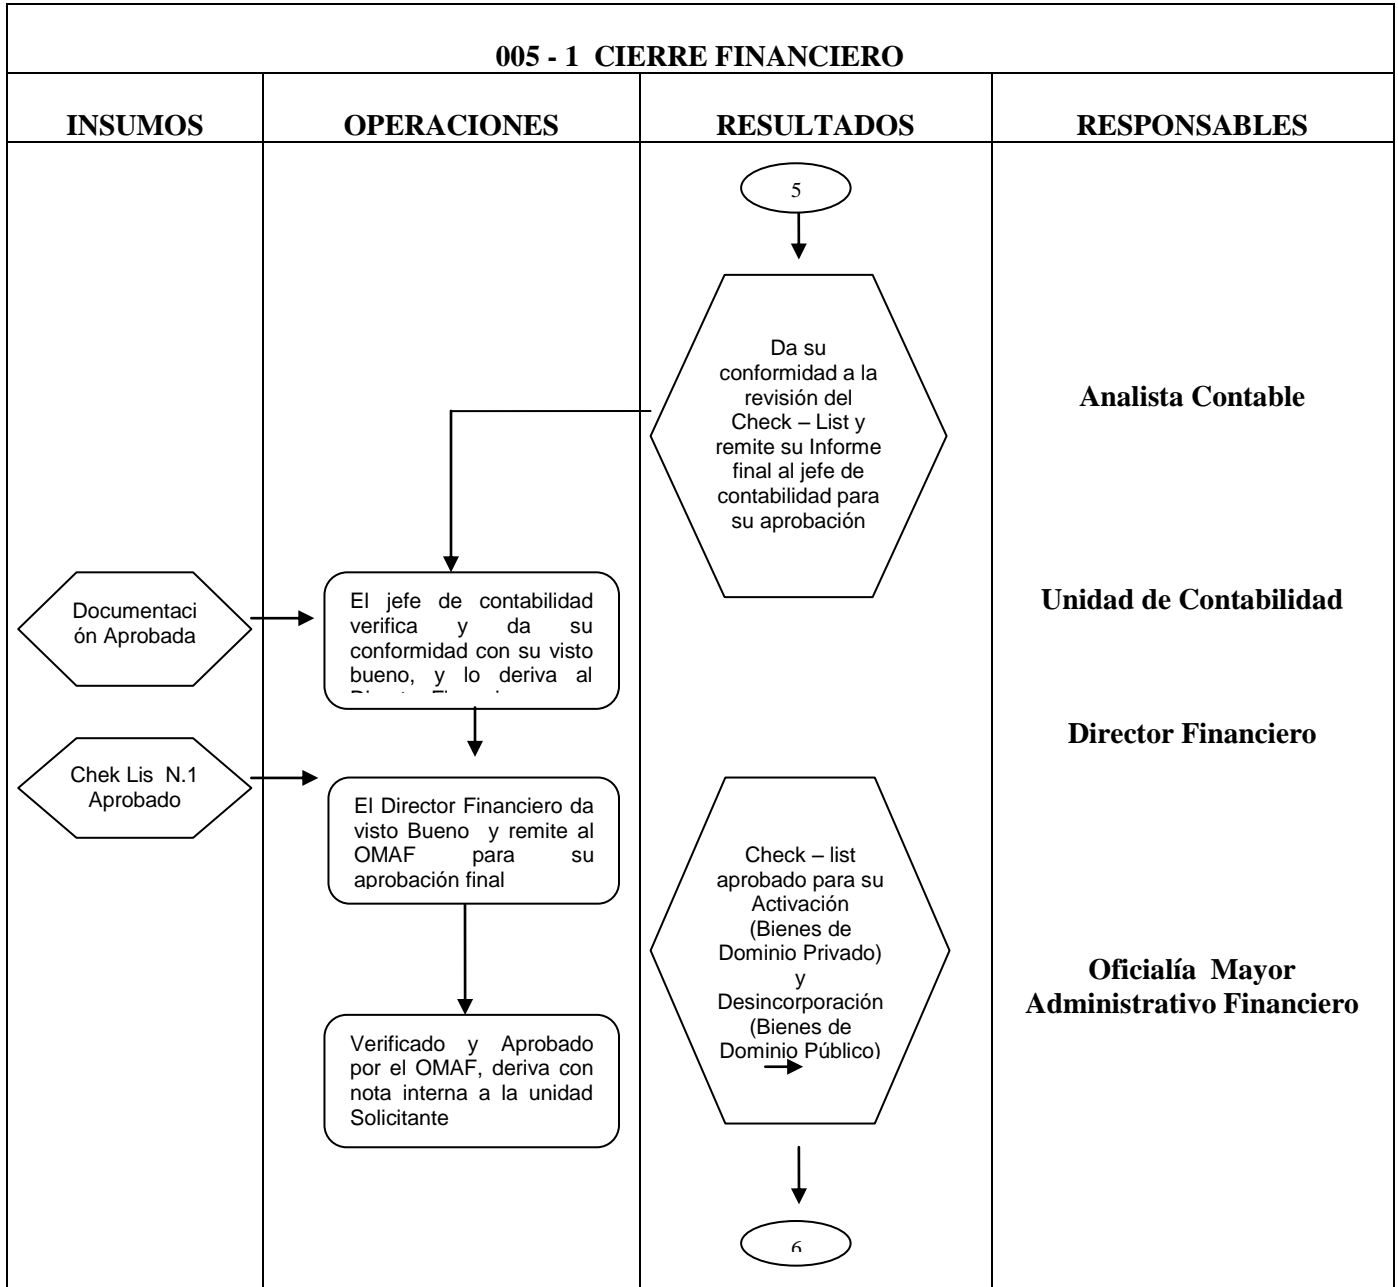 005 - 1 CIERRE FINANCIERO
INSUMOS
OPERACIONES
RESULTADOS
RESPONSABLES
5
Da su
conformidad a la
revisión del
Check – List y
remite su Informe
final al jefe de
contabilidad para
su aprobación
Analista Contable
Documentaci
ón Aprobada
El jefe de contabilidad
verifica y da su
conformidad con su visto
bueno, y lo deriva al
Unidad de Contabilidad
Director Financiero
Chek Lis N.1
Aprobado
El Director Financiero da
visto Bueno y remite al
OMAF para su
aprobación final
Check – list
aprobado para su
Activación
(Bienes de
Dominio Privado)
y
Desincorporación
(Bienes de
Dominio Público)
Oficialía Mayor
Administrativo Financiero
Verificado y Aprobado
por el OMAF, deriva con
nota interna a la unidad
Solicitante
6